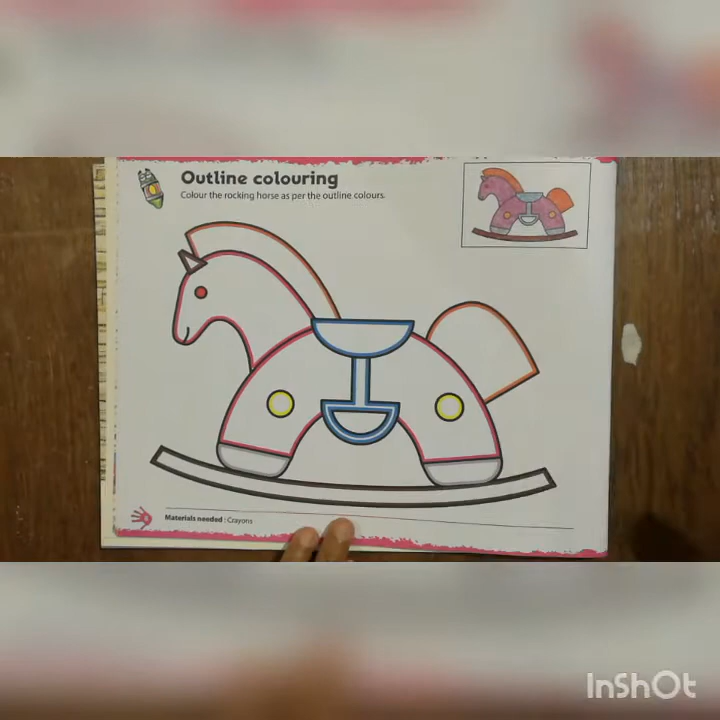 Outline colouring
Colour the rocking horse as per the outline colours.
Materials needed : Crayons
InShOt